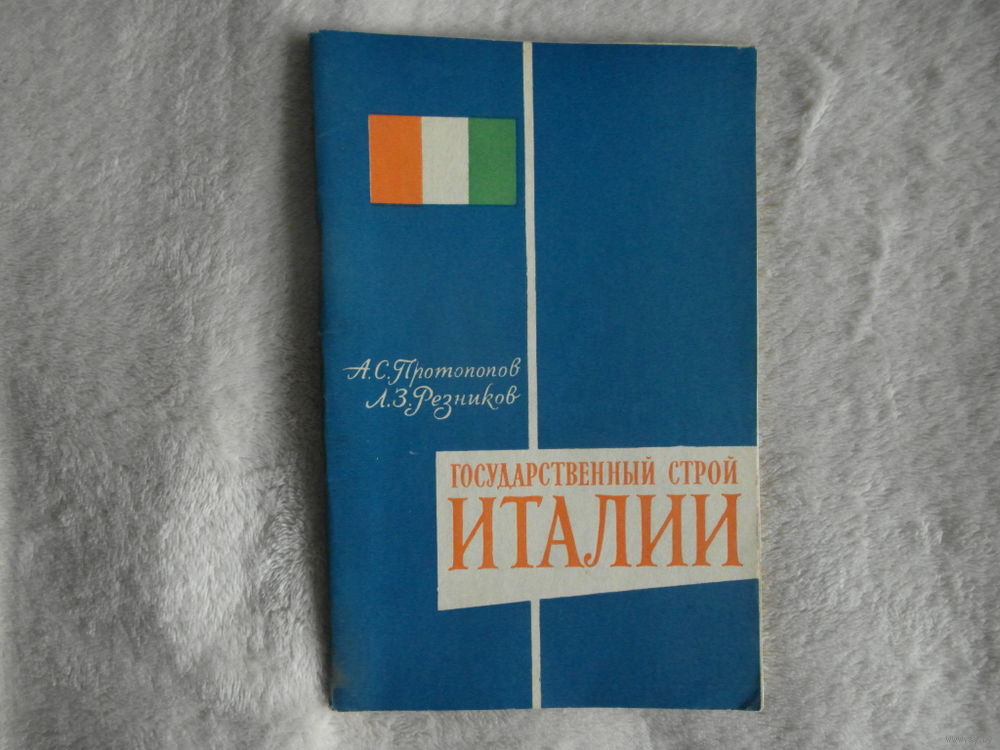 А.С.Протопопов
Л.З.Резников
ГОСУДАРСТВЕННЫЙ СТРОЙ
ИТАЛИИ